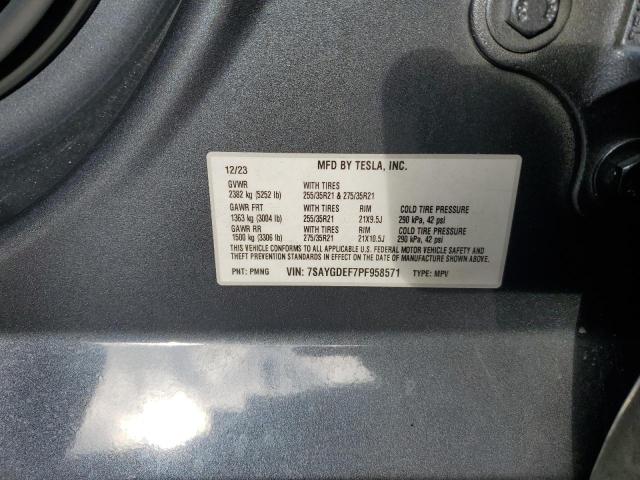 12/23 MFD BY TESLA, INC.
GVWR WITH TIRES
2382 kg (5252 lb) 255/35R21 & 275/35R21
GAWR FRT WITH TIRES RIM COLD TIRE PRESSURE
1363 kg (3004 lb) 255/35R21 21X9.5J 290 kPa, 42 psi
GAWR RR WITH TIRES RIM COLD TIRE PRESSURE
1500 kg (3306 lb) 275/35R21 21X10.5J 290 kPa, 42 psi
THIS VEHICLE CONFORMS TO ALL APPLICABLE U.S. FEDERAL MOTOR VEHICLE SAFETY AND
THEFT PREVENTION STANDARDS IN EFFECT ON THE DATE OF MANUFACTURE SHOWN ABOVE.
PNT: PMNG VIN: 7SAYGDEF7PF958571 TYPE: MPV